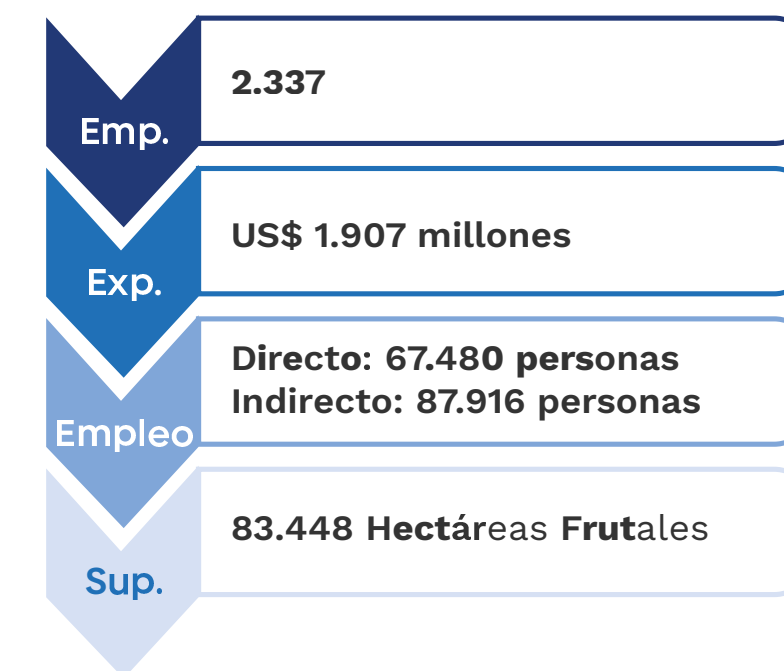 Emp.
2.337
Exp.
US$ 1.907 millones
Empleo
Directo: 67.480 personas
Indirecto: 87.916 personas
Sup.
83.448 Hectáreas Frutales